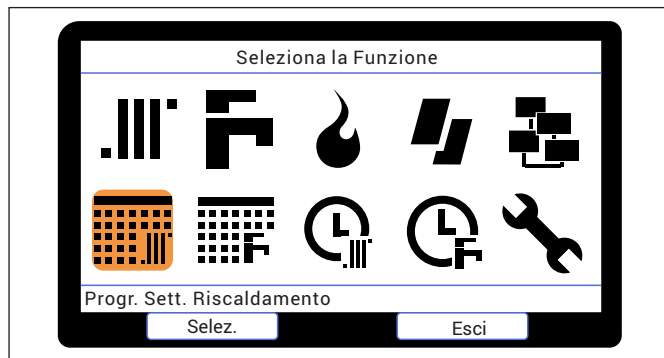 Seleziona la Funzione
Progr. Sett. Riscaldamento
Selez.
Esci